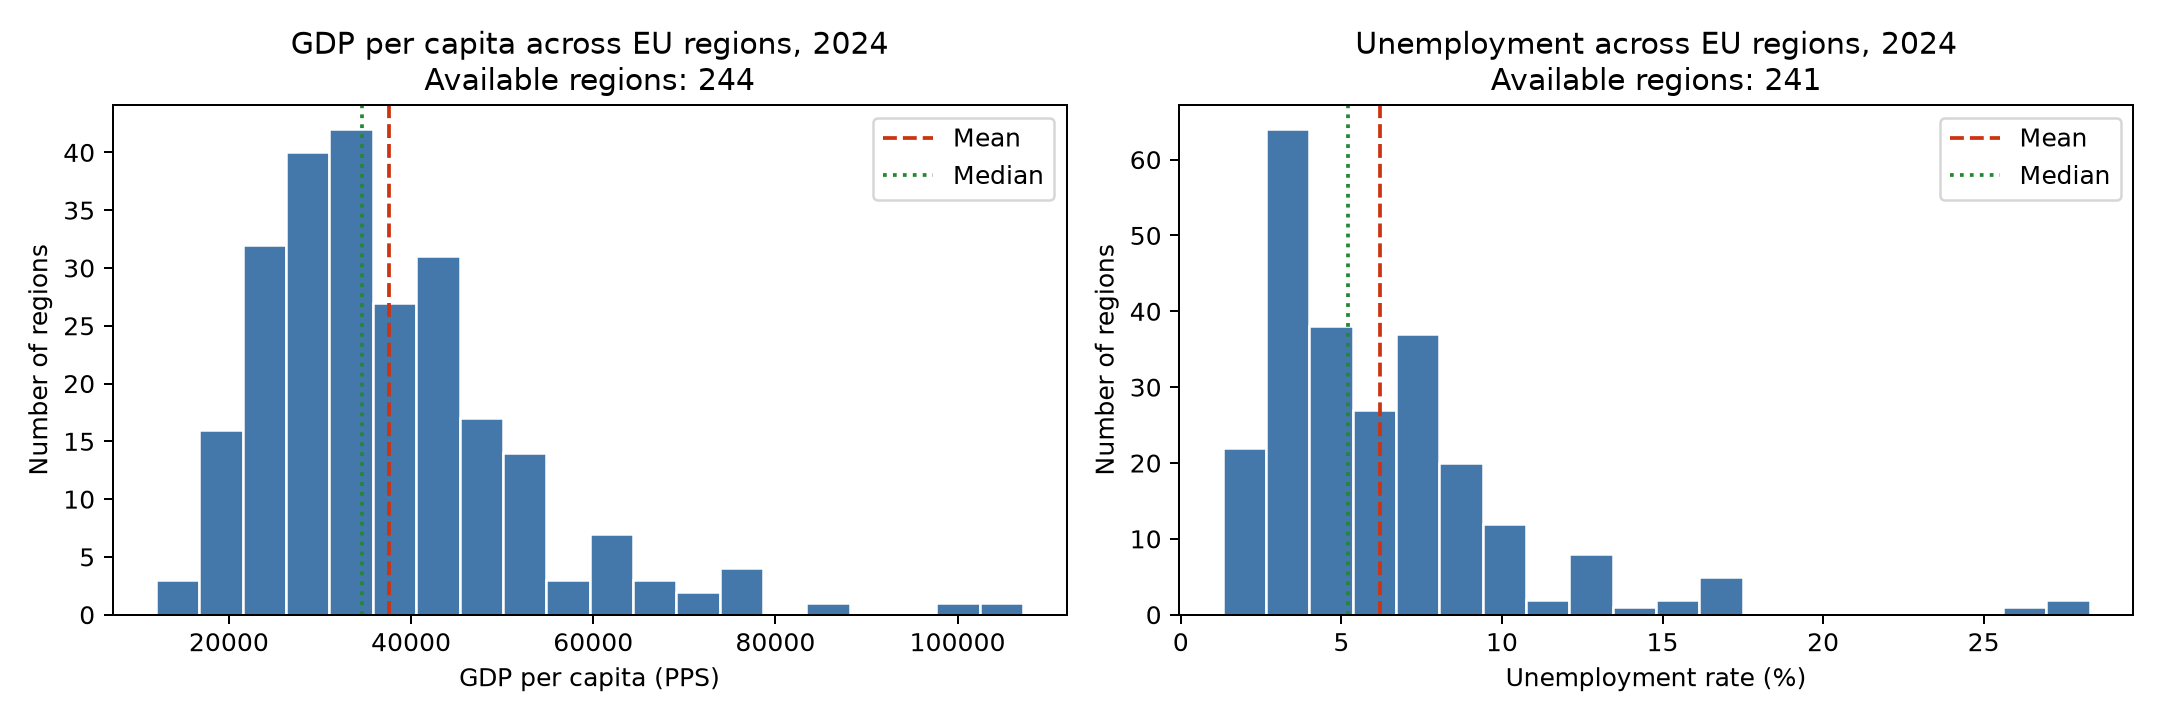 GDP per capita across EU regions, 2024
Available regions: 244
Mean
Median
Number of regions
40
35
30
25
20
15
10
5
0
20000
40000
60000
80000
100000
GDP per capita (PPS)
Unemployment across EU regions, 2024
Available regions: 241
Mean
Median
Number of regions
60
50
40
30
20
10
0
0
5
10
15
20
25
Unemployment rate (%)